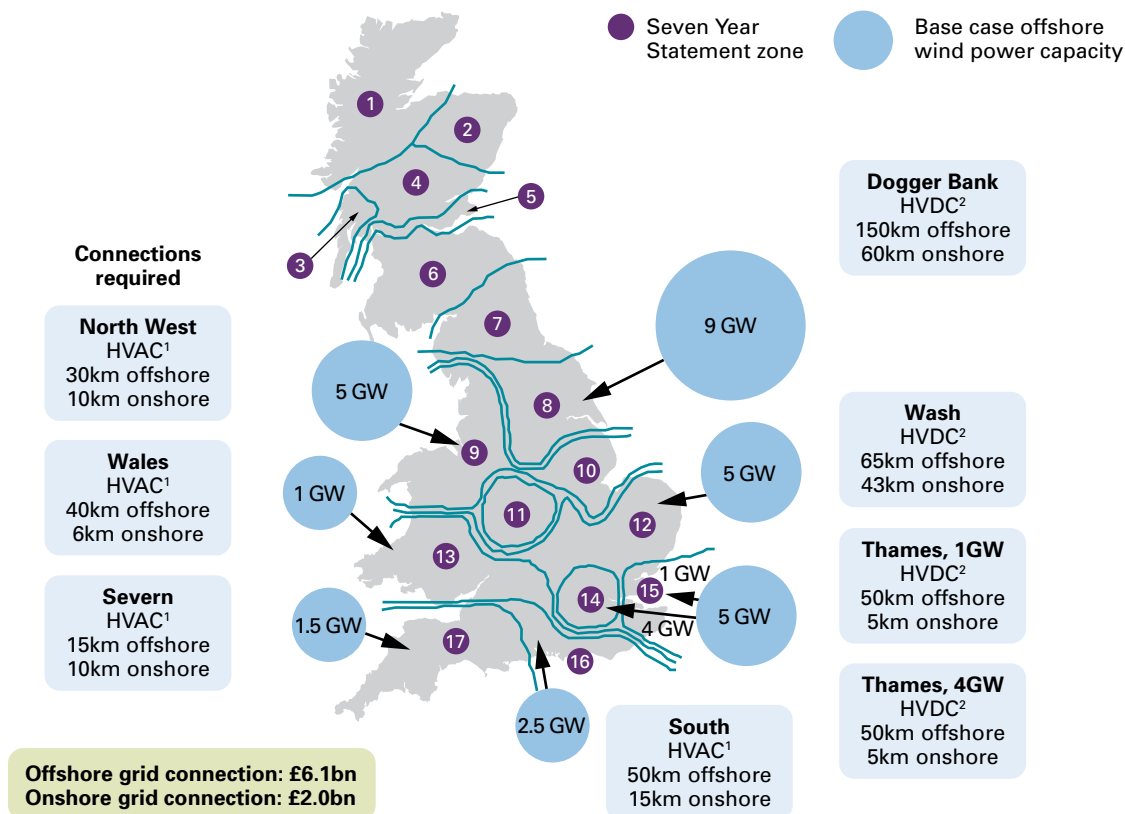 Seven Year
Statement zone
Base case offshore
wind power capacity
1
2
4
5
3
6
7
8
9
10
11
12
13
14
15
16
17
9 GW
5 GW
5 GW
1 GW
1 GW
4 GW
5 GW
1.5 GW
2.5 GW
Connections
required
North West
HVAC¹
30km offshore
10km onshore
Wales
HVAC¹
40km offshore
6km onshore
Severn
HVAC¹
15km offshore
10km onshore
Dogger Bank
HVDC²
150km offshore
60km onshore
Wash
HVDC²
65km offshore
43km onshore
Thames, 1GW
HVDC²
50km offshore
5km onshore
Thames, 4GW
HVDC²
50km offshore
5km onshore
South
HVAC¹
50km offshore
15km onshore
Offshore grid connection: £6.1bn
Onshore grid connection: £2.0bn